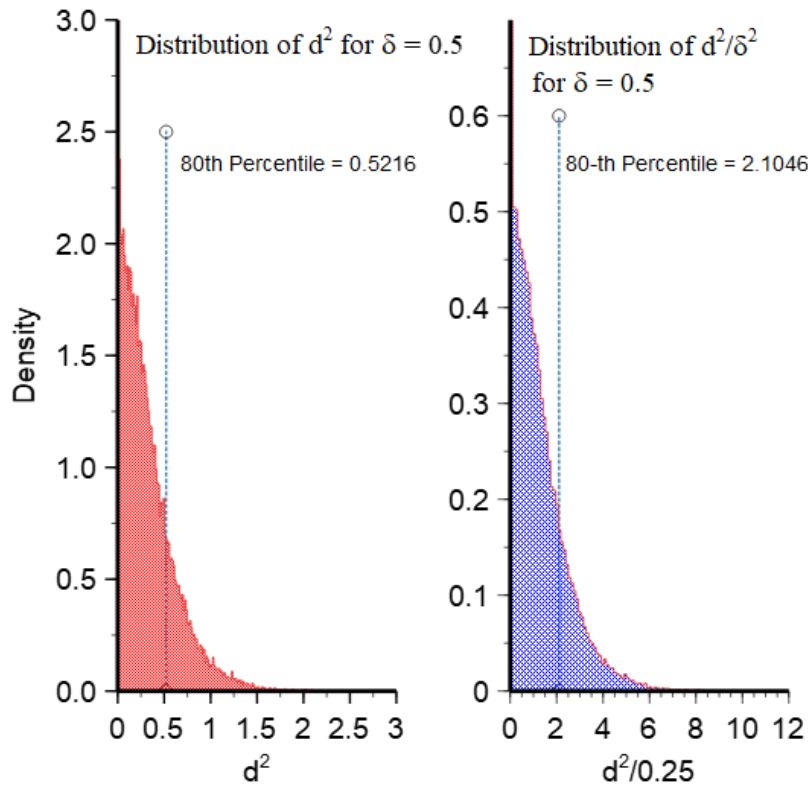 Distribution of d² for δ = 0.5
80th Percentile = 0.5216
3.0
2.5
2.0
1.5
1.0
0.5
0.0
Density
0 0.5 1 1.5 2 2.5 3
d²
Distribution of d²/δ²
for δ = 0.5
80-th Percentile = 2.1046
0.6
0.5
0.4
0.3
0.2
0.1
0
0 2 4 6 8 10 12
d²/0.25